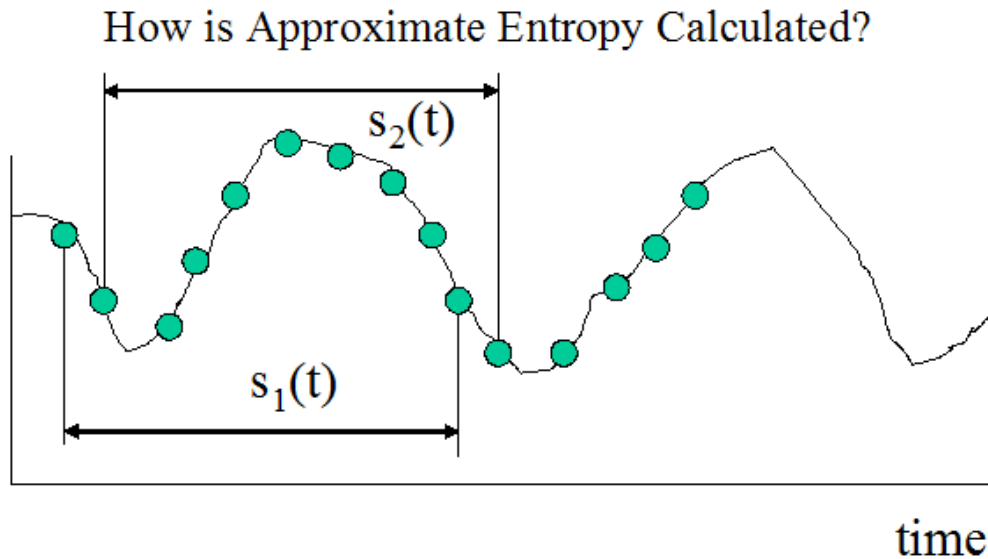 How is Approximate Entropy Calculated?
s₂(t)
s₁(t)
time